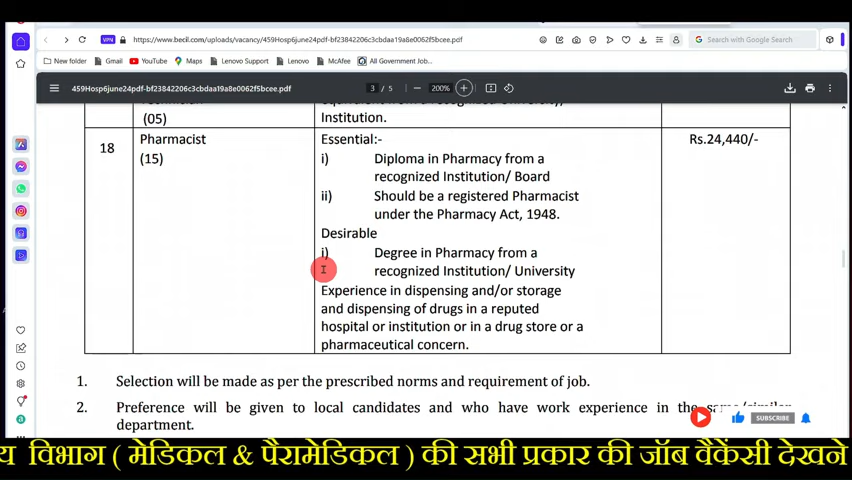 VPN https://www.becil.com/uploads/vacancy/459Hosp6june24pdf-bf23842206c3cbdaa19a8e0062f5bcee.pdf
Search with Google Search
New folder Gmail YouTube Maps Lenovo Support Lenovo McAfee All Government Job...
459Hosp6june24pdf-bf23842206c3cbdaa19a8e0062f5bcee.pdf 3 / 5 200%
(05) Institution.
18 Pharmacist (15) Essential:- Rs.24,440/-
i) Diploma in Pharmacy from a
recognized Institution/ Board
ii) Should be a registered Pharmacist
under the Pharmacy Act, 1948.
Desirable
i) Degree in Pharmacy from a
recognized Institution/ University
Experience in dispensing and/or storage
and dispensing of drugs in a reputed
hospital or institution or in a drug store or a
pharmaceutical concern.
1. Selection will be made as per the prescribed norms and requirement of job.
2. Preference will be given to local candidates and who have work experience in the same/similar
department.
SUBSCRIBE
य विभाग ( मेडिकल & पैरामेडिकल ) की सभी प्रकार की जॉब वैकेंसी देखने